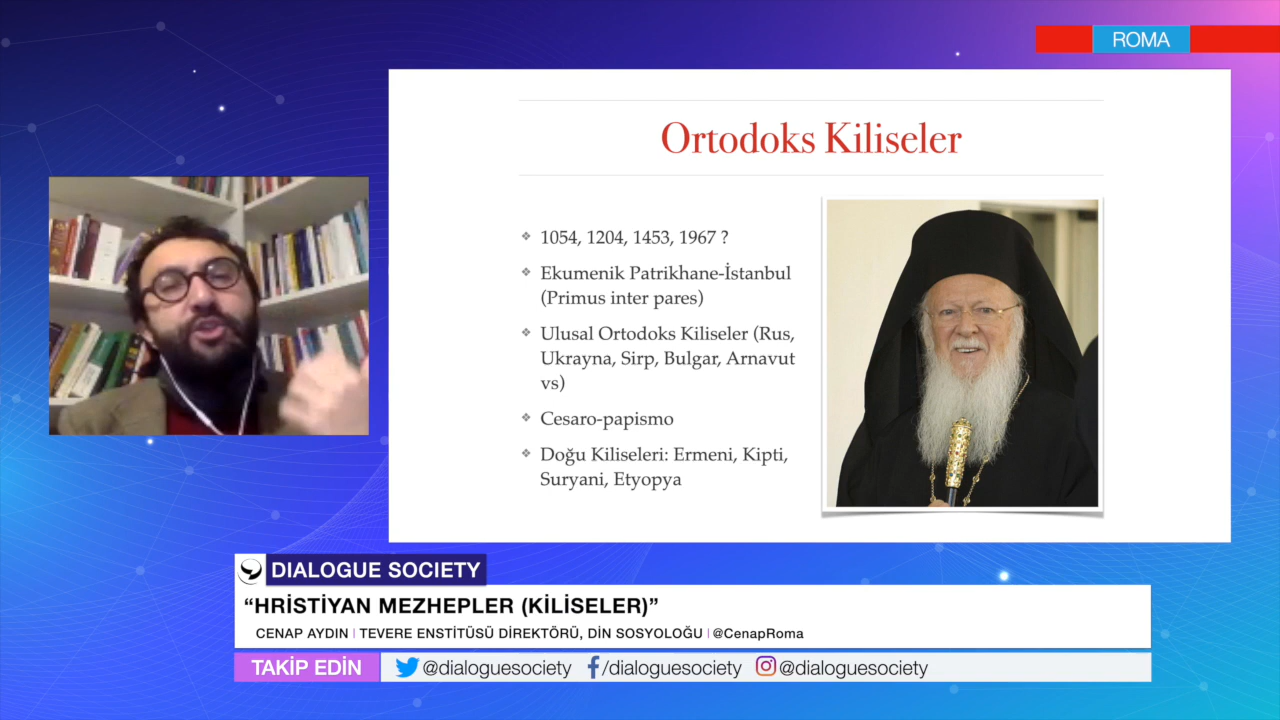 ROMA
Ortodoks Kiliseler
❖ 1054, 1204, 1453, 1967 ?
❖ Ekumenik Patrikhane-İstanbul
(Primus inter pares)
❖ Ulusal Ortodoks Kiliseler (Rus,
Ukrayna, Sirp, Bulgar, Arnavut
vs)
❖ Cesaro-papismo
❖ Doğu Kiliseleri: Ermeni, Kipti,
Suryani, Etyopya
DIALOGUE SOCIETY
“HRİSTİYAN MEZHEPLER (KİLİSELER)”
CENAP AYDIN | TEVERE ENSTİTÜSÜ DİREKTÖRÜ, DİN SOSYOLOĞU | @CenapRoma
TAKİP EDİN @dialoguesociety /dialoguesociety @dialoguesociety